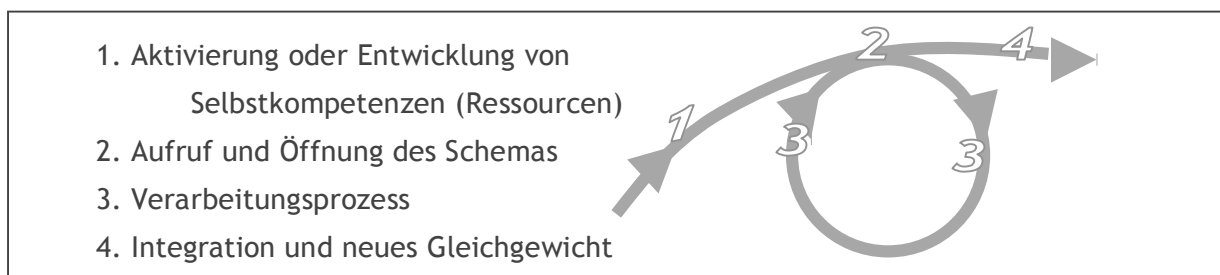 1. Aktivierung oder Entwicklung von
Selbstkompetenzen (Ressourcen)
2. Aufruf und Öffnung des Schemas
3. Verarbeitungsprozess
4. Integration und neues Gleichgewicht
1
2
3
3
4